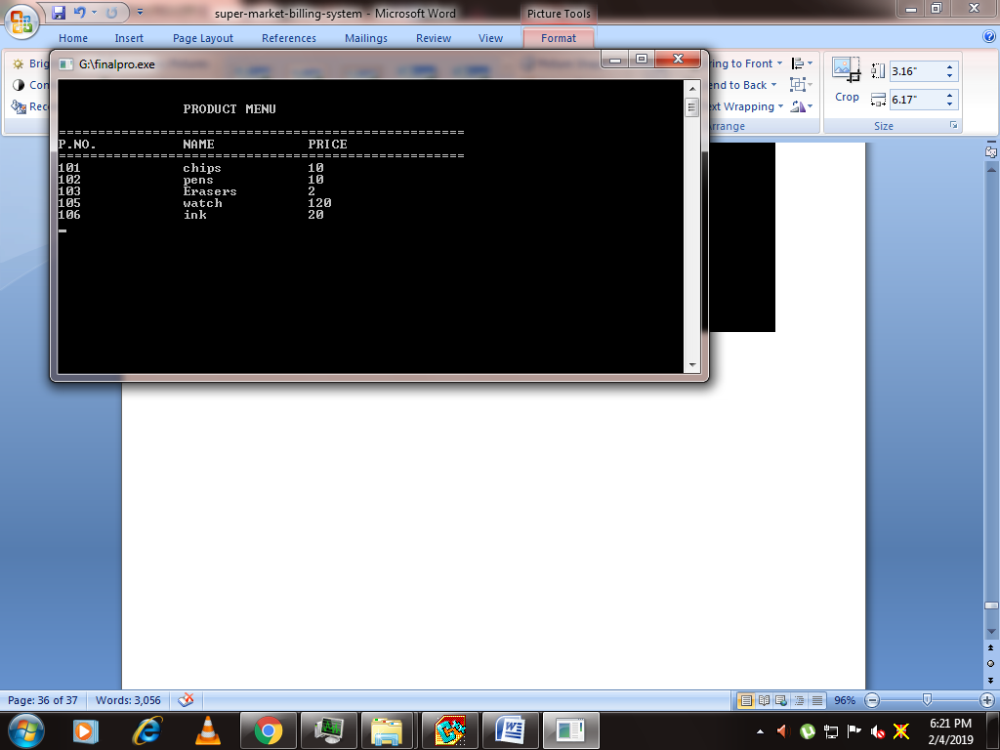 super-market-billing-system - Microsoft Word
Picture Tools
Home Insert Page Layout References Mailings Review View Format
G:\finalpro.exe
PRODUCT MENU
====================================================
P.NO. NAME PRICE
====================================================
101 chips 10
102 pens 10
103 Erasers 2
105 watch 120
106 ink 20
Brig
Con
Reco
ring to Front
end to Back
ext Wrapping
rrange
Crop
3.16"
6.17"
Size
Page: 36 of 37 Words: 3,056 96%
6:21 PM
2/4/2019